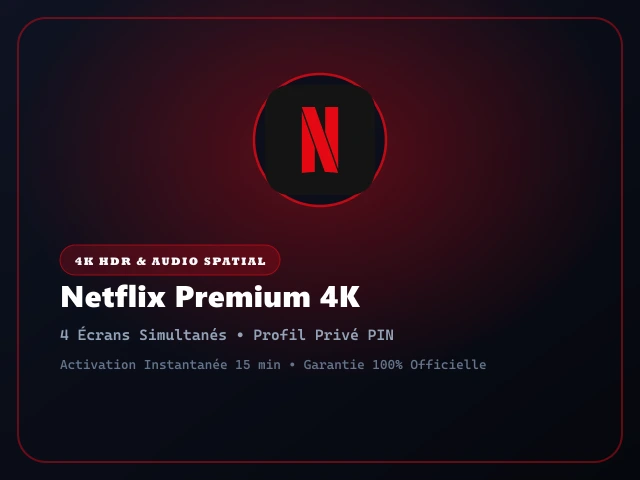 N
4K HDR & AUDIO SPATIAL
Netflix Premium 4K
4 Écrans Simultanés • Profil Privé PIN
Activation Instantanée 15 min • Garantie 100% Officielle